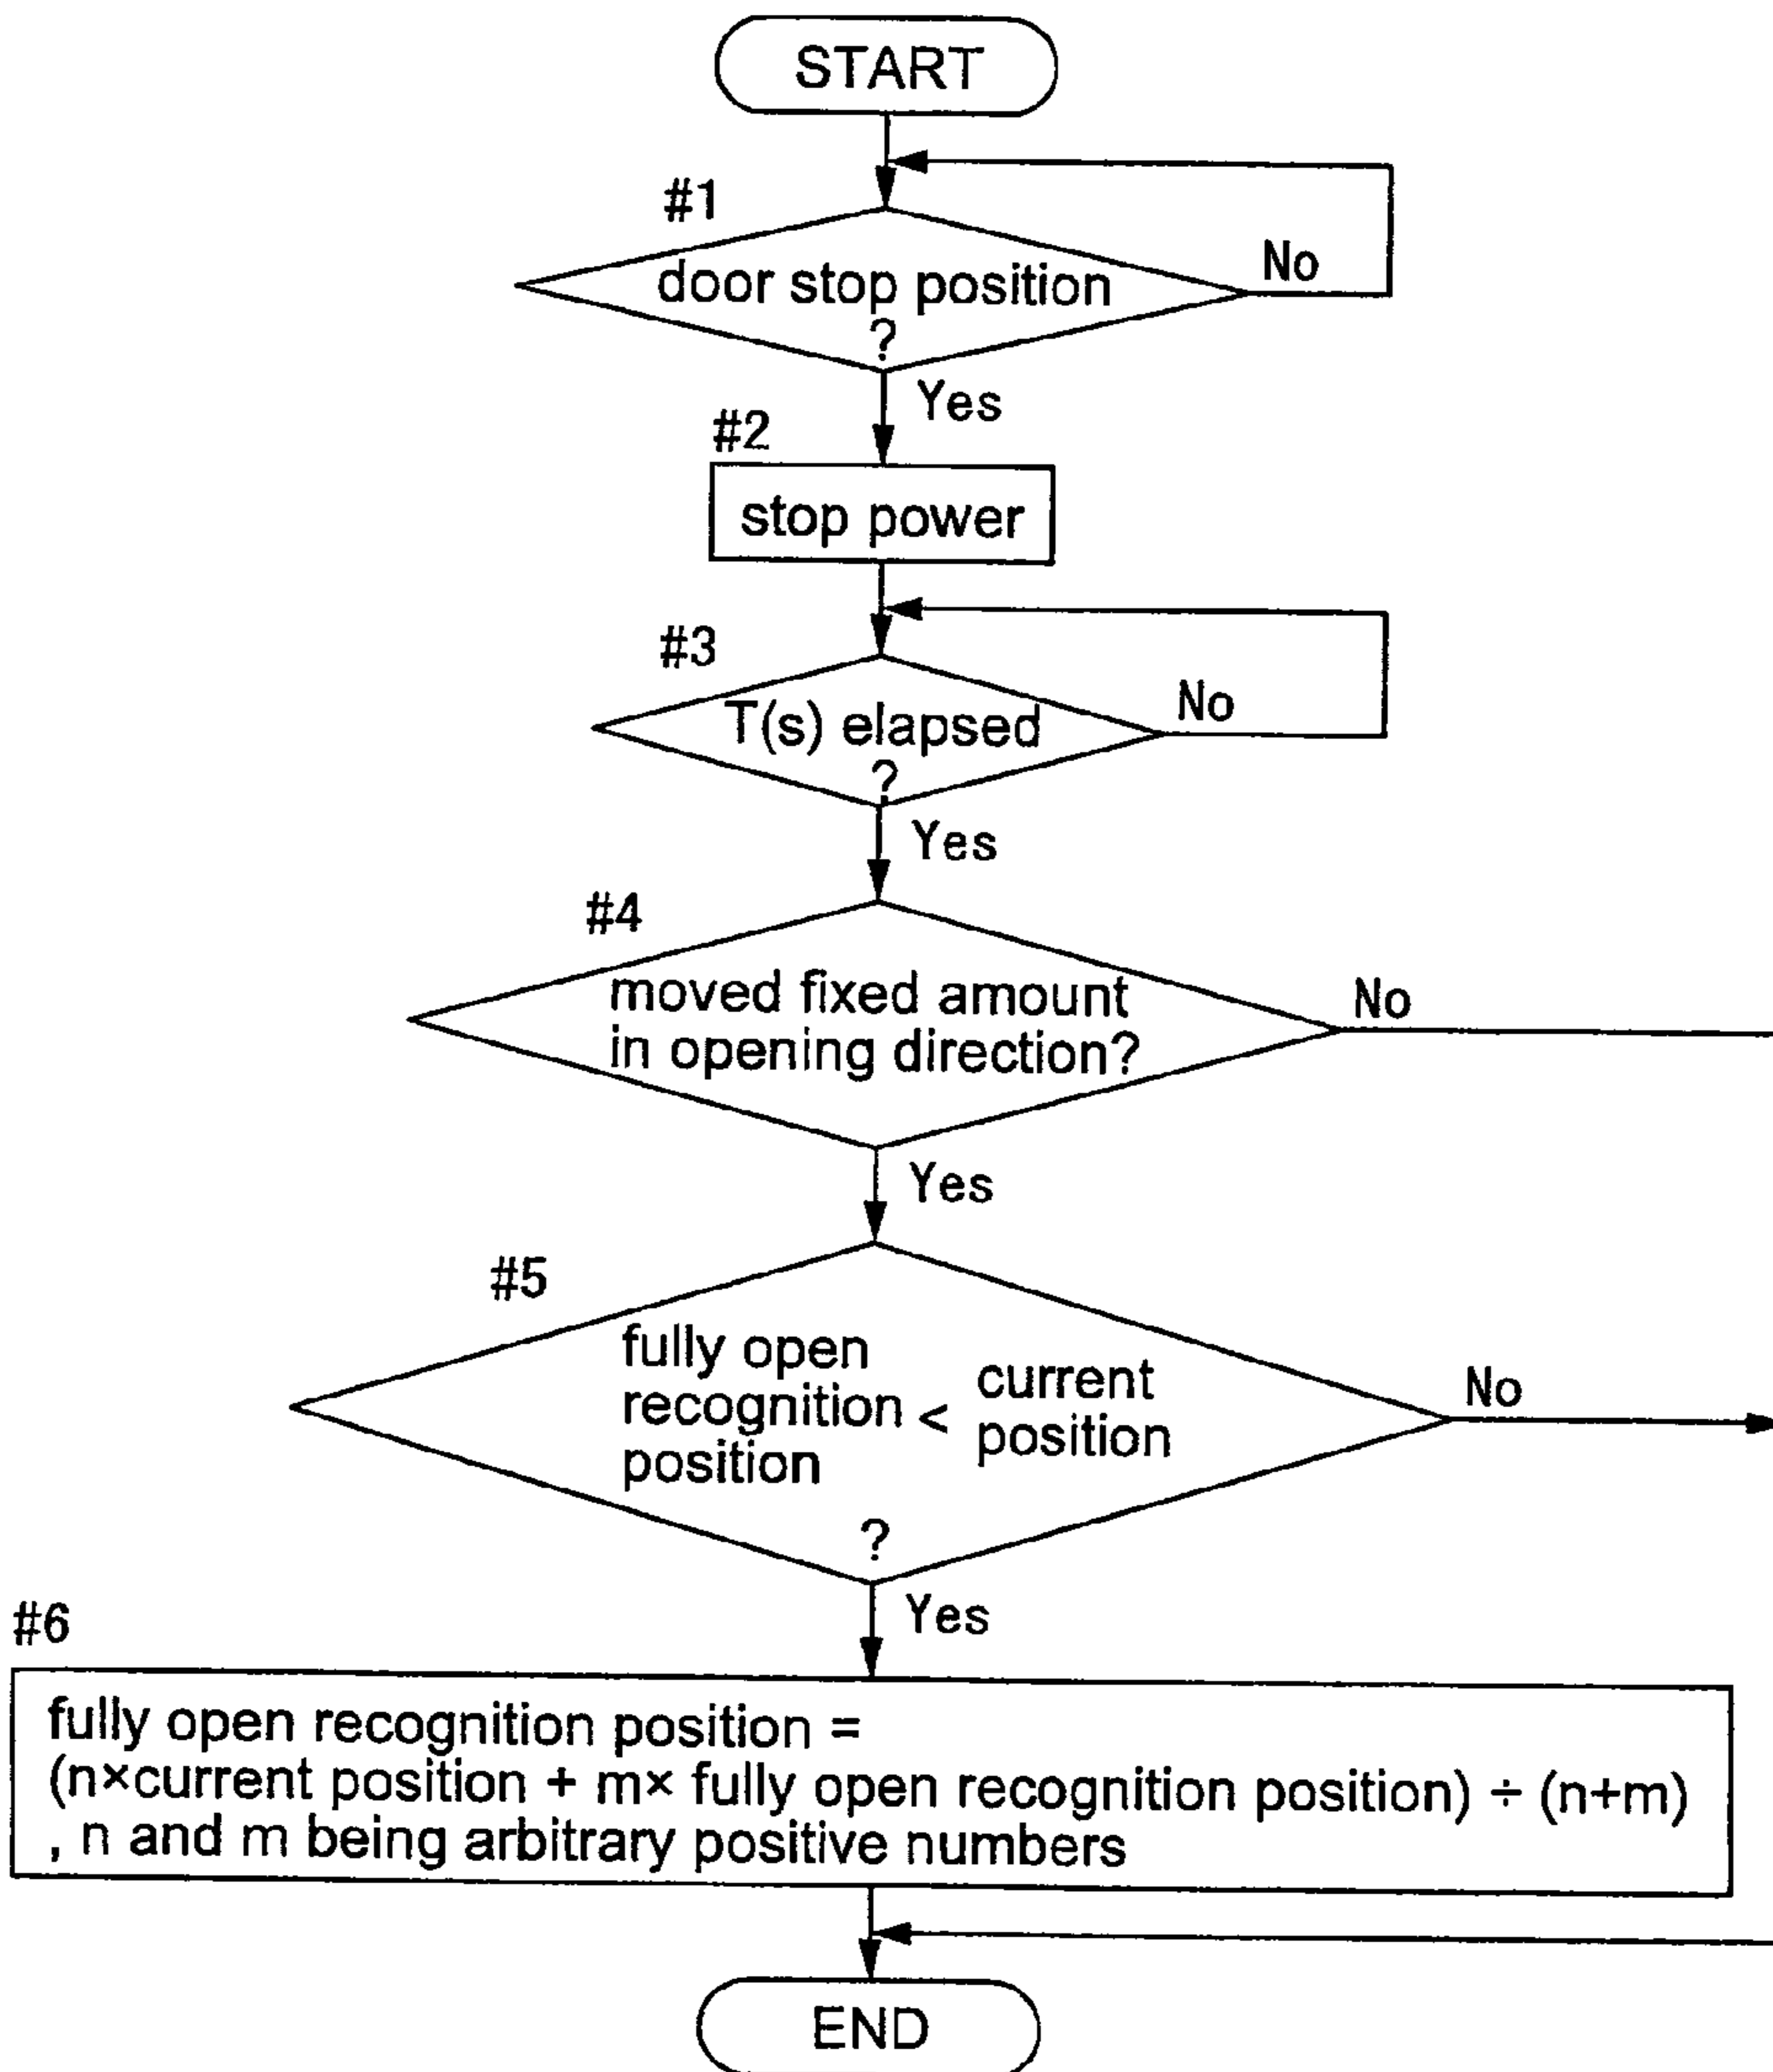 START
#1
door stop position
?
No
Yes
#2
stop power
#3
T(s) elapsed
?
No
Yes
#4
moved fixed amount
in opening direction?
No
Yes
#5
fully open
recognition
position
<
current
position
?
No
Yes
#6
fully open recognition position =
(n×current position + m× fully open recognition position) ÷ (n+m)
, n and m being arbitrary positive numbers
END